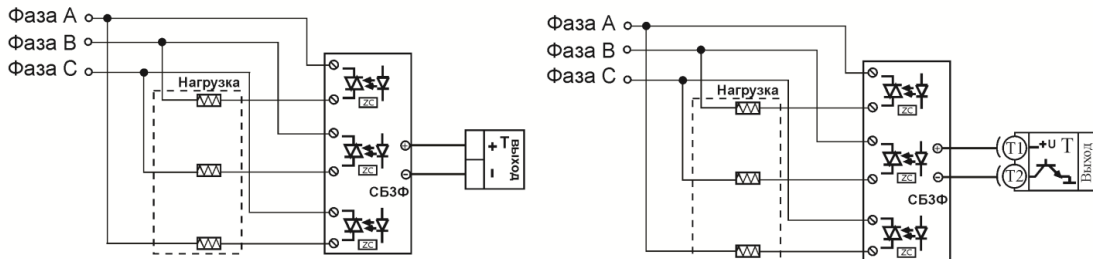 Фаза A
Фаза B
Фаза C
Нагрузка
ZC
ZC
ZC
СБ3Ф
+
-
+ T
-
Выход
Фаза A
Фаза B
Фаза C
Нагрузка
ZC
ZC
ZC
СБ3Ф
+
-
T1
T2
+U T
Выход